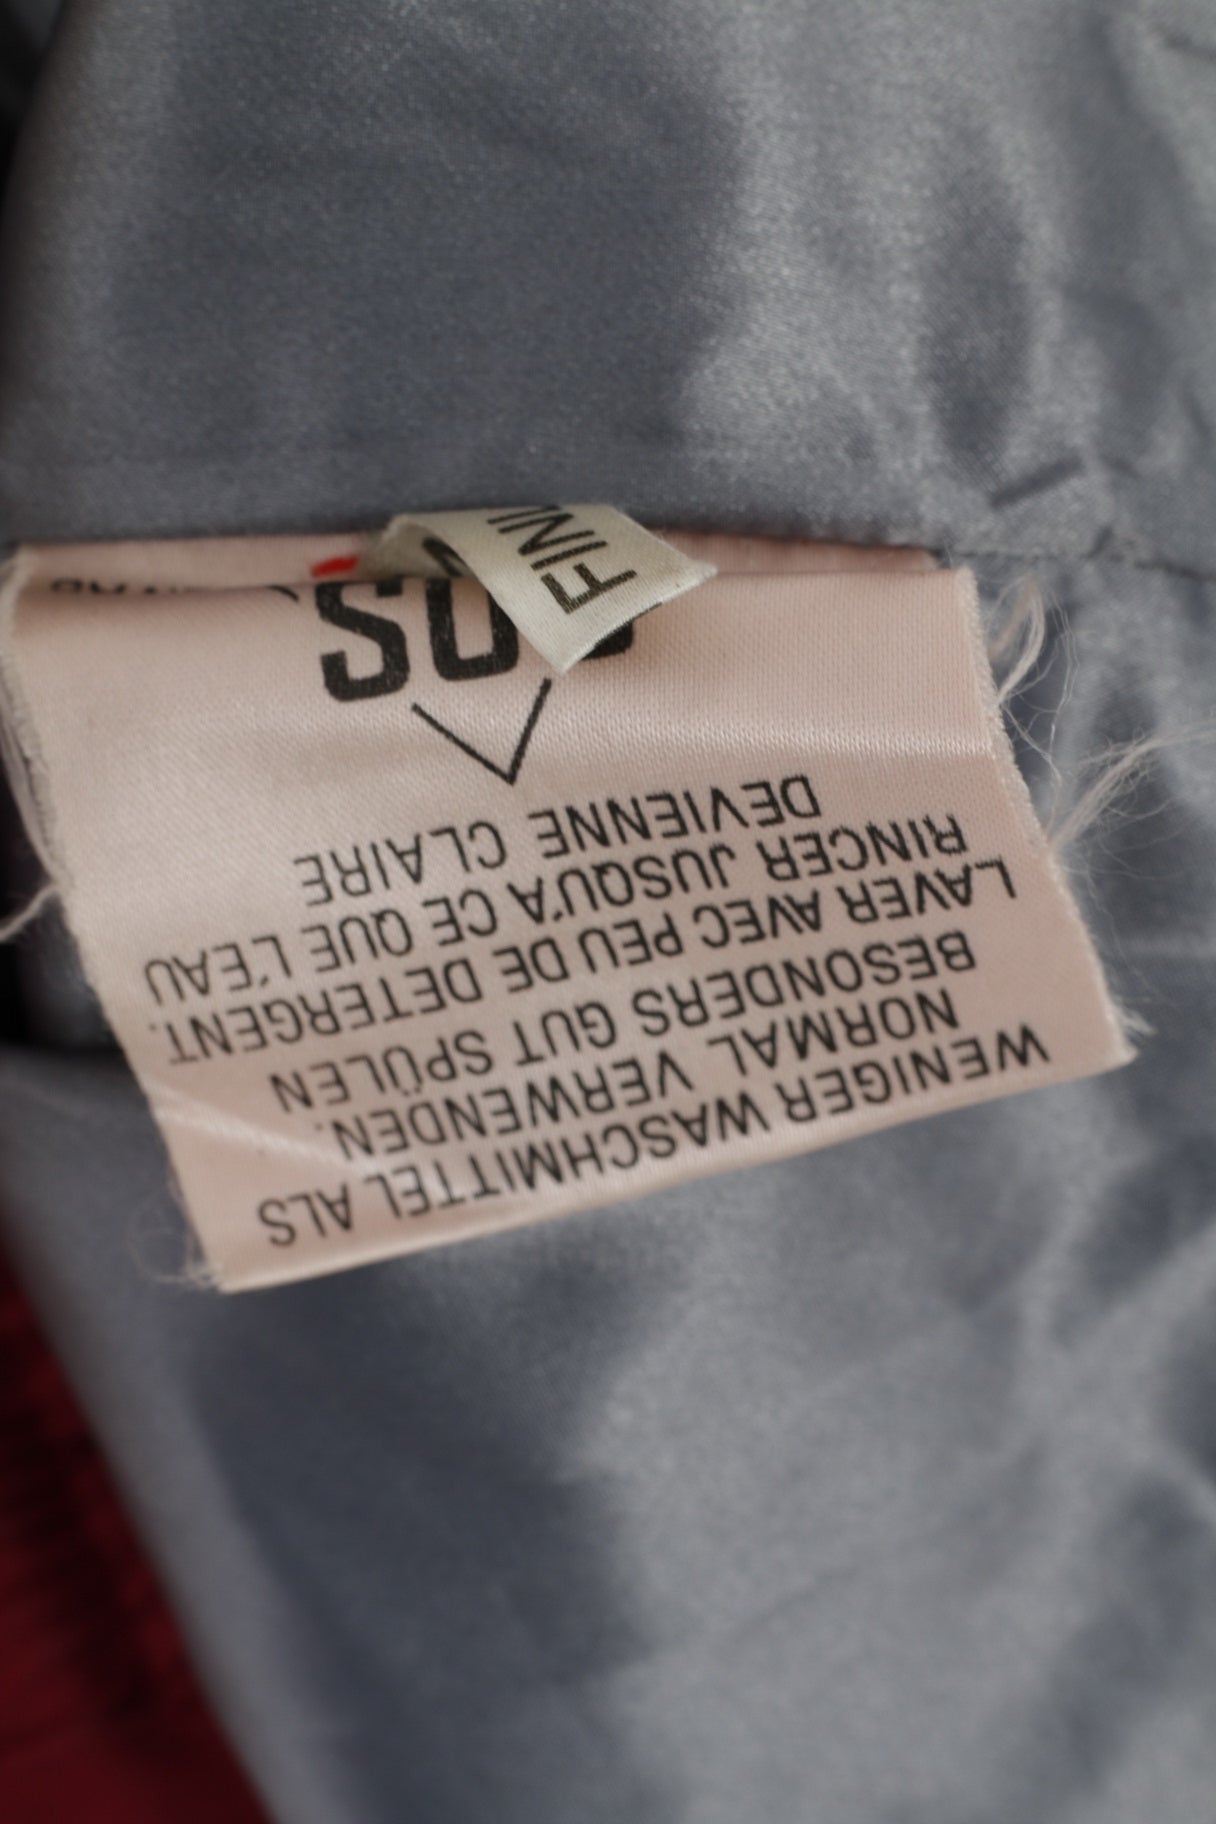 WENIGER WASCHMITTEL ALS
NORMAL VERWENDEN.
BESONDERS GUT SPÜLEN
LAVER AVEC PEU DE DETERGENT.
RINCER JUSQU'A CE QUE L'EAU
DEVIENNE CLAIRE